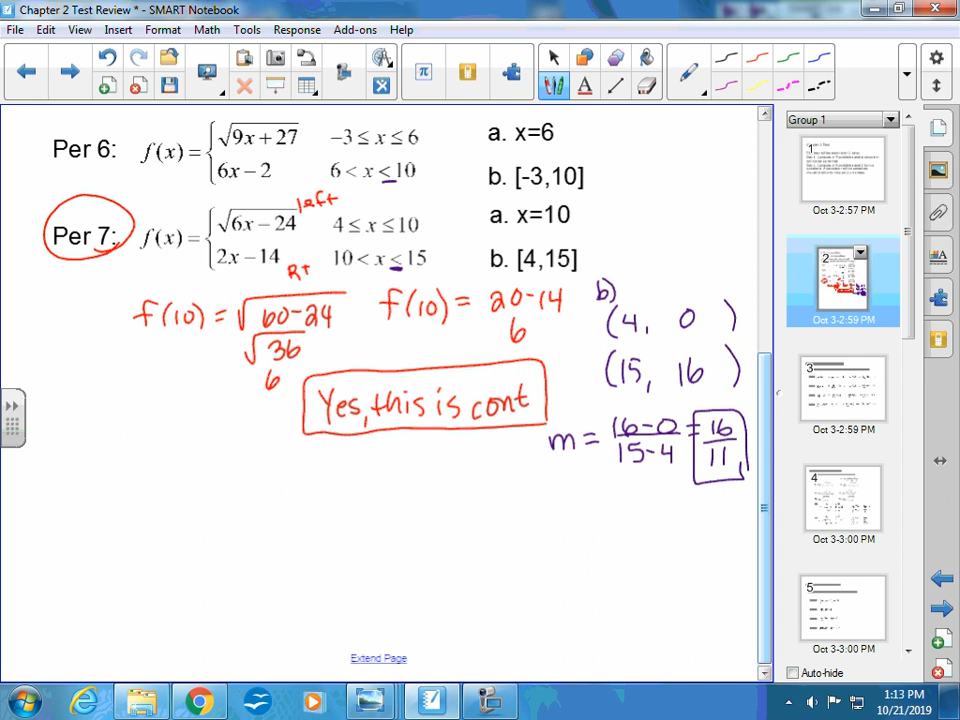 Chapter 2 Test Review * - SMART Notebook
File Edit View Insert Format Math Tools Response Add-ons Help
Group 1
Per 6: f(x) = { √(9x + 27) -3 ≤ x ≤ 6
6x - 2 6 < x ≤ 10
a. x=6
b. [-3,10]
Per 7: f(x) = { √(6x - 24) left 4 ≤ x ≤ 10
2x - 14 Rt 10 < x ≤ 15
a. x=10
b. [4,15]
f(10) = √(60-24)
√36
6
f(10) = 20-14
6
Yes, this is cont
b)
(4, 0 )
(15, 16 )
m = 16-0 / 15-4 = 16 / 11
Extend Page
1
Oct 3-2:57 PM
2
Oct 3-2:59 PM
3
Oct 3-2:59 PM
4
Oct 3-3:00 PM
5
Oct 3-3:00 PM
Auto-hide
1:13 PM
10/21/2019